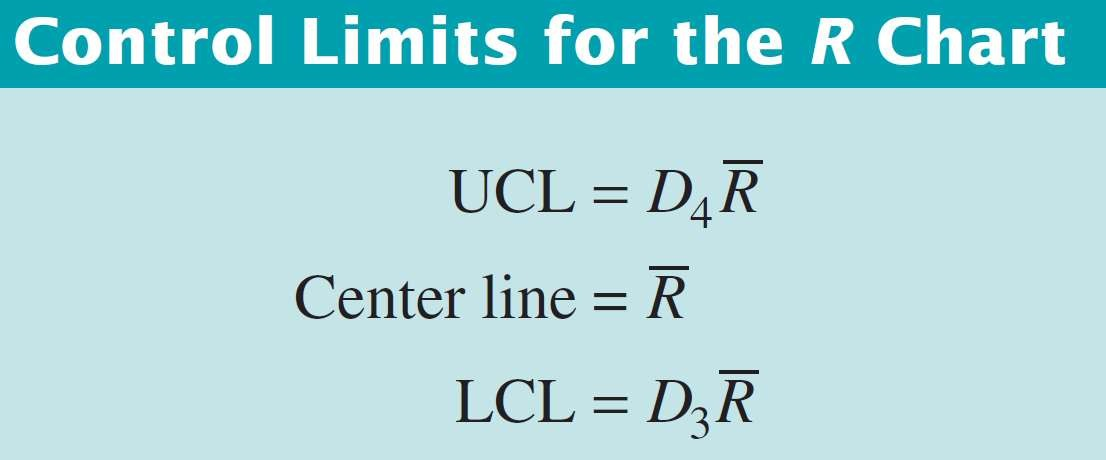 Control Limits for the R Chart
UCL = D₄R̅
Center line = R̅
LCL = D₃R̅